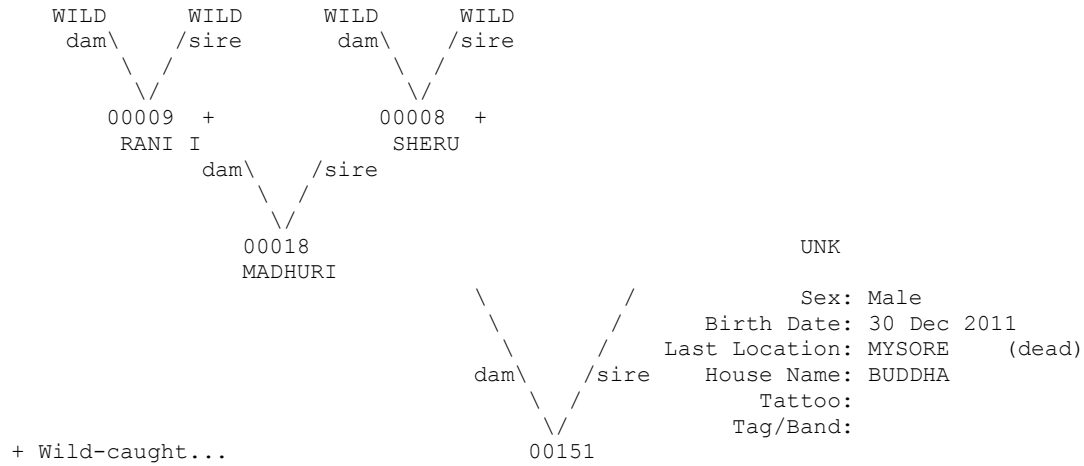 WILD WILD WILD WILD
dam\ /sire dam\ /sire
\ / \ /
\/ \/
00009 + 00008 +
RANI I SHERU
dam\ /sire
\ /
\/
00018 UNK
MADHURI
\ / Sex: Male
\ / Birth Date: 30 Dec 2011
\ / Last Location: MYSORE (dead)
dam\ /sire House Name: BUDDHA
\ / Tattoo:
\/ Tag/Band:
+ Wild-caught... 00151